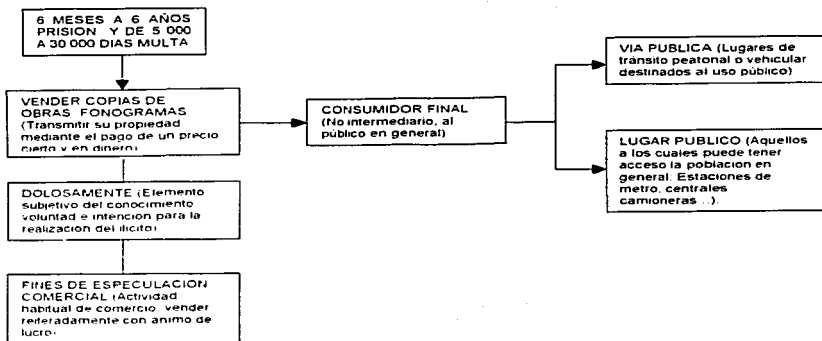 6 MESES A 6 AÑOS
PRISION Y DE 5 000
A 30 000 DIAS MULTA
VENDER COPIAS DE
OBRAS FONOGRAMAS
(Transmitir su propiedad
mediante el pago de un precio
cierto y en dinero)
DOLOSAMENTE (Elemento
subjetivo del conocimiento
voluntad e intencion para la
realización del ilícito)
FINES DE ESPECULACION
COMERCIAL (Actividad
habitual de comercio, vender
reiteradamente con animo de
lucro)
CONSUMIDOR FINAL
(No intermediario, al
público en general)
VIA PUBLICA (Lugares de
tránsito peatonal o vehicular
destinados al uso público)
LUGAR PUBLICO (Aquellos
a los cuales puede tener
acceso la población en
general. Estaciones de
metro, centrales
camioneras ..).